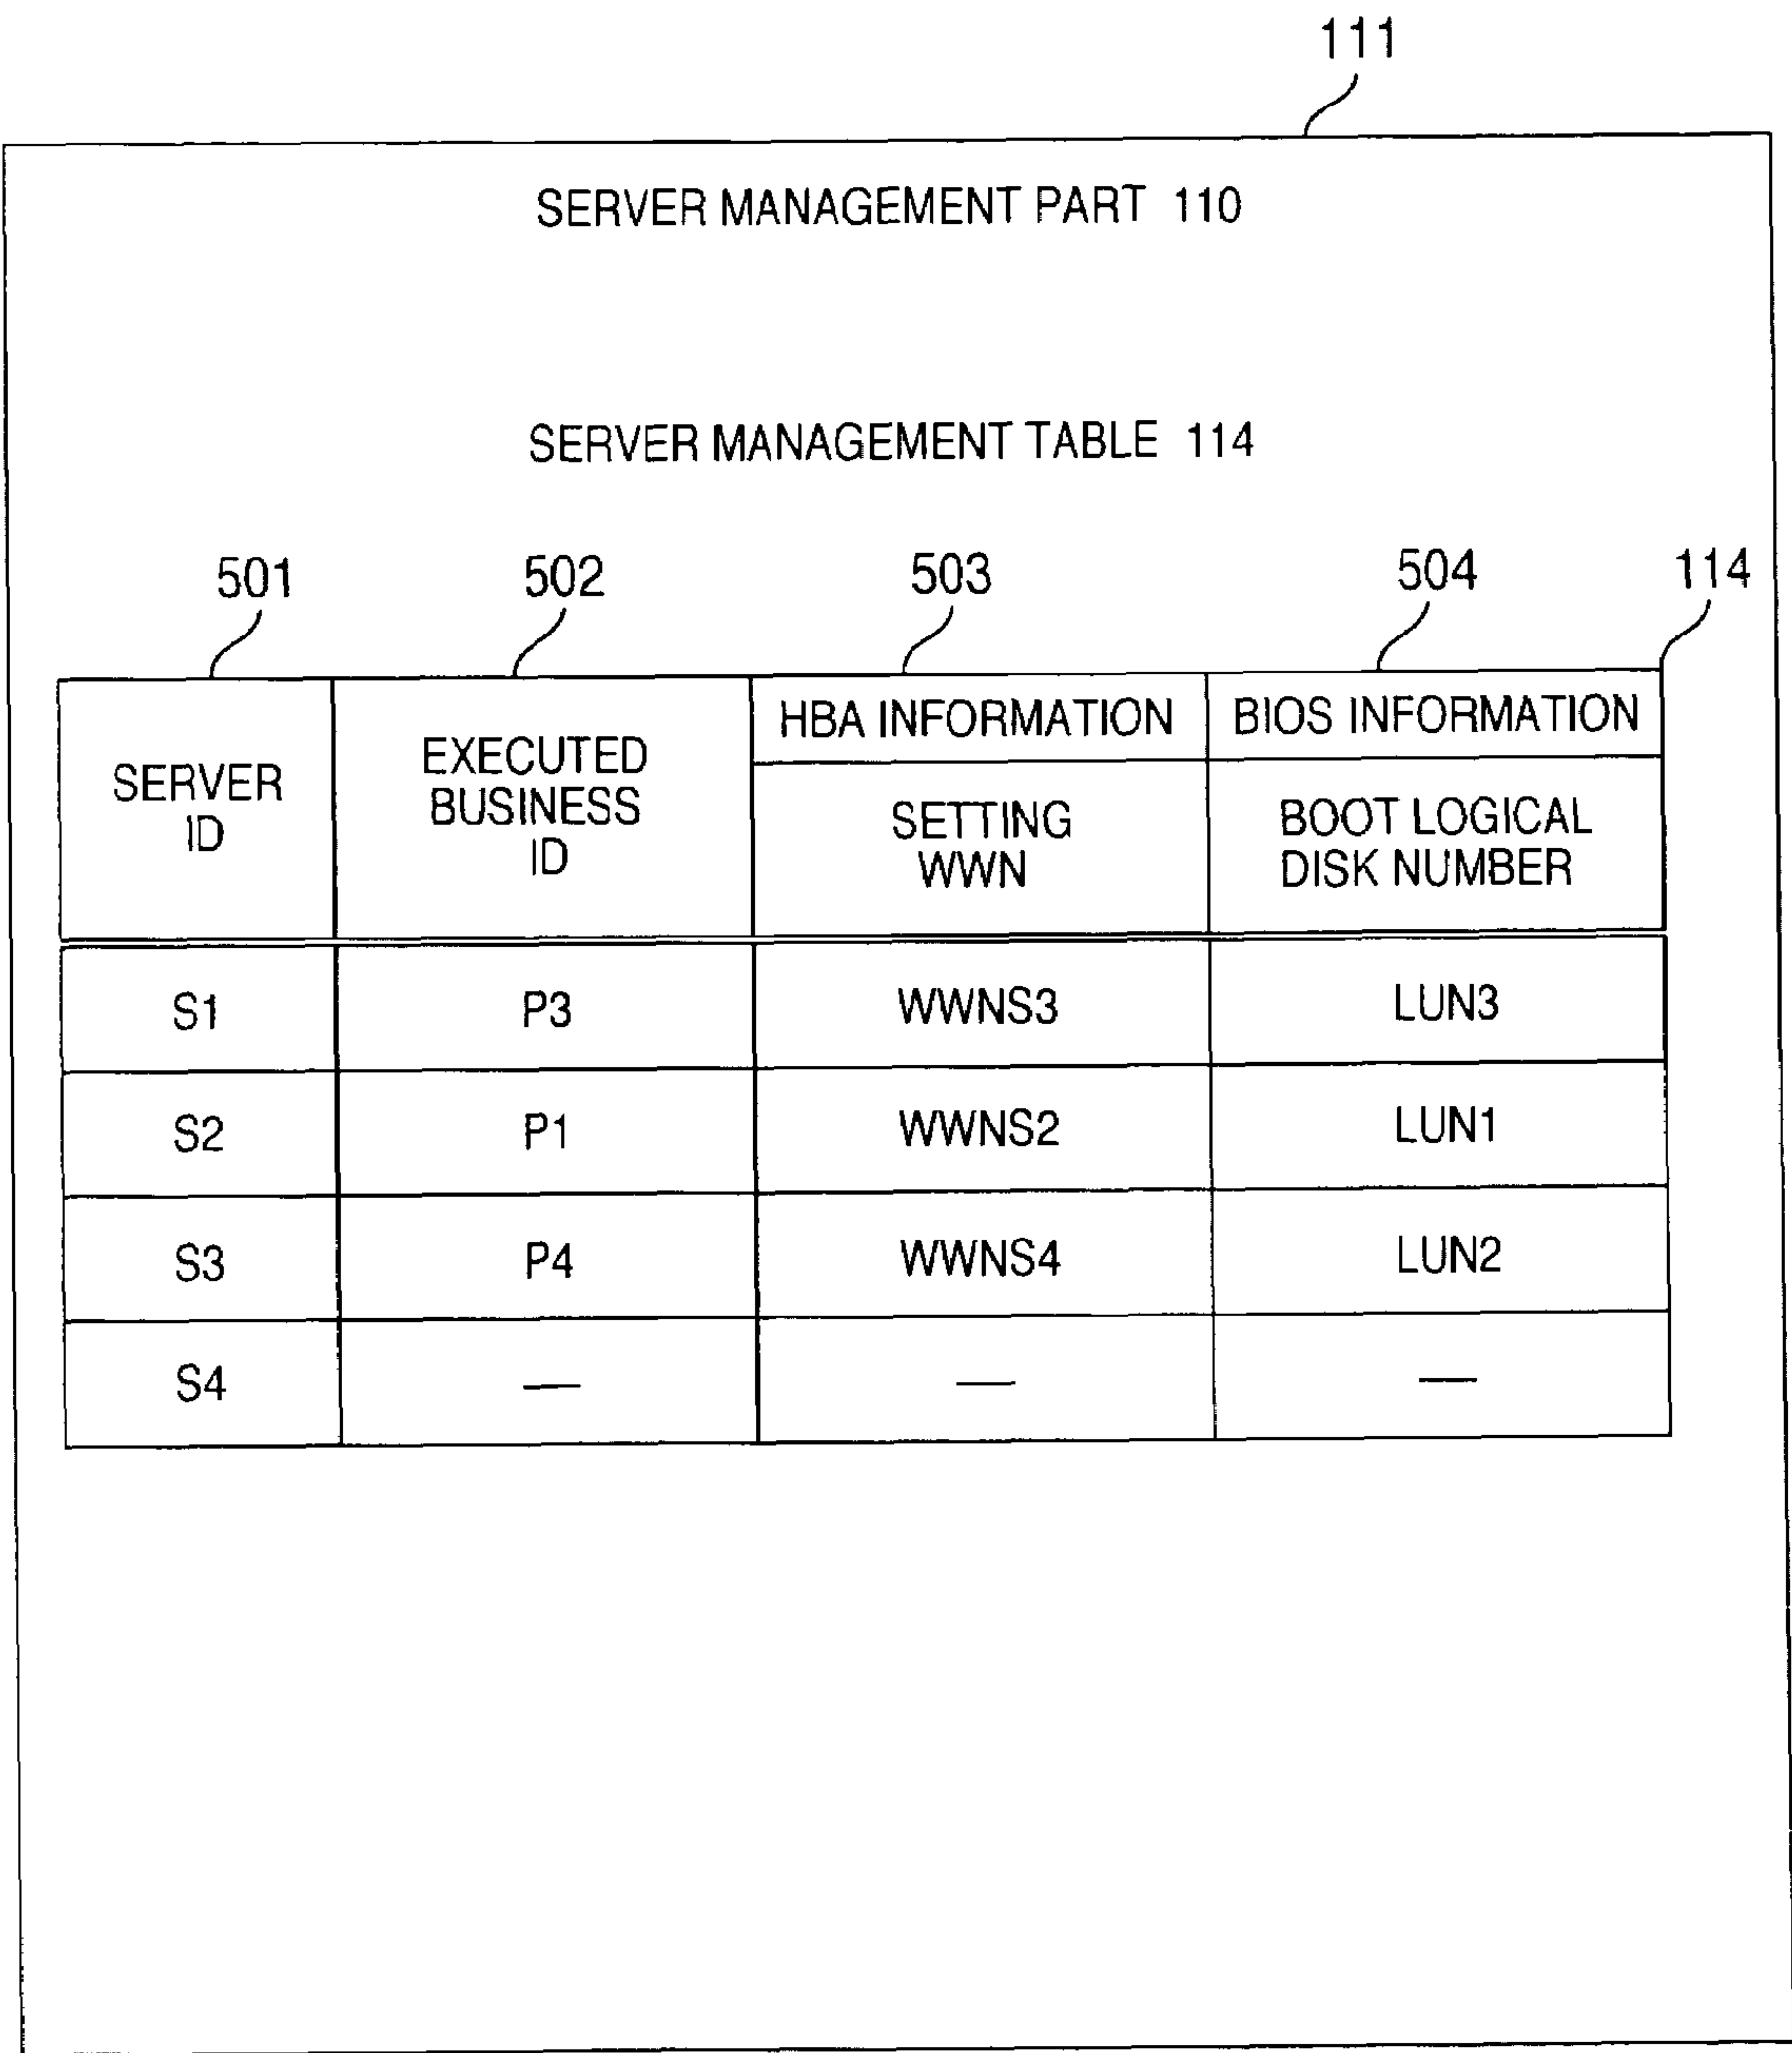 111
SERVER MANAGEMENT PART 110
SERVER MANAGEMENT TABLE 114
501 502 503 504 114
SERVER
ID
EXECUTED
BUSINESS
ID
HBA INFORMATION
SETTING
WWN
BIOS INFORMATION
BOOT LOGICAL
DISK NUMBER
S1 P3 WWNS3 LUN3
S2 P1 WWNS2 LUN1
S3 P4 WWNS4 LUN2
S4 — — —